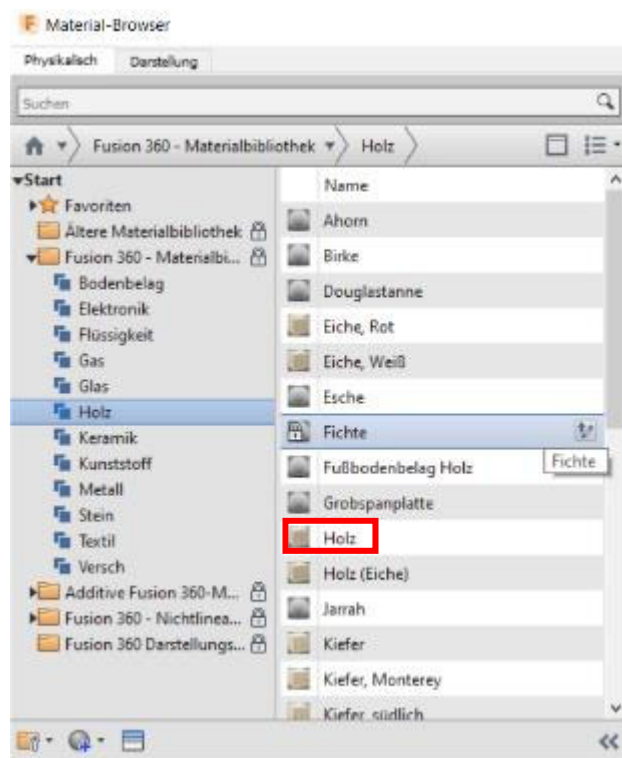 Material-Browser
Physikalisch Darstellung
Suchen
Fusion 360 - Materialbibliothek Holz
Start
Favoriten
Ältere Materialbibliothek
Fusion 360 - Materialbi...
Bodenbelag
Elektronik
Flüssigkeit
Gas
Glas
Holz
Keramik
Kunststoff
Metall
Stein
Textil
Versch
Additive Fusion 360-M...
Fusion 360 - Nichtlinea...
Fusion 360 Darstellungs...
Name
Ahorn
Birke
Douglastanne
Eiche, Rot
Eiche, Weiß
Esche
Fichte
Fichte
Fußbodenbelag Holz
Grobspanplatte
Holz
Holz (Eiche)
Jarrah
Kiefer
Kiefer, Monterey
Kiefer, südlich